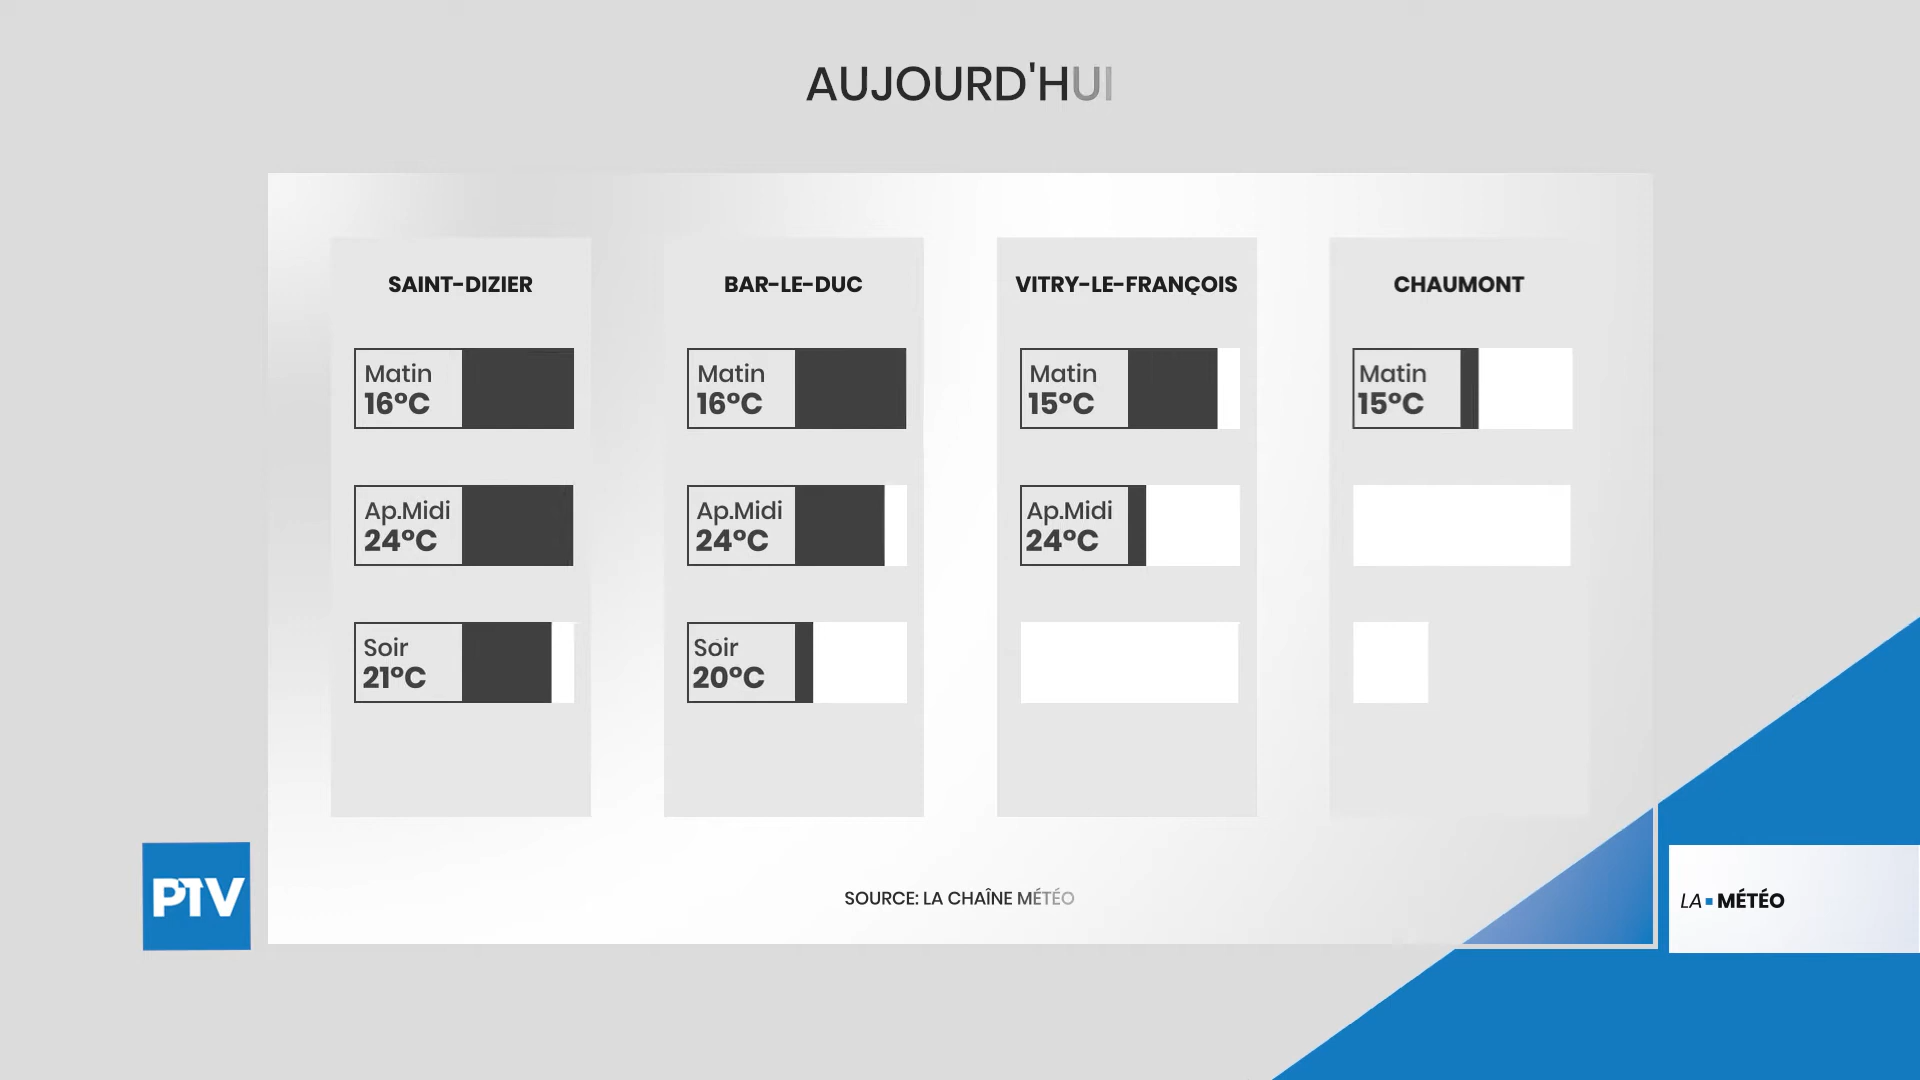 AUJOURD'HUI
SAINT-DIZIER
Matin
16°C
Ap.Midi
24°C
Soir
21°C
BAR-LE-DUC
Matin
16°C
Ap.Midi
24°C
Soir
20°C
VITRY-LE-FRANÇOIS
Matin
15°C
Ap.Midi
24°C
CHAUMONT
Matin
15°C
SOURCE: LA CHAÎNE MÉTÉO
PTV
LA MÉTÉO